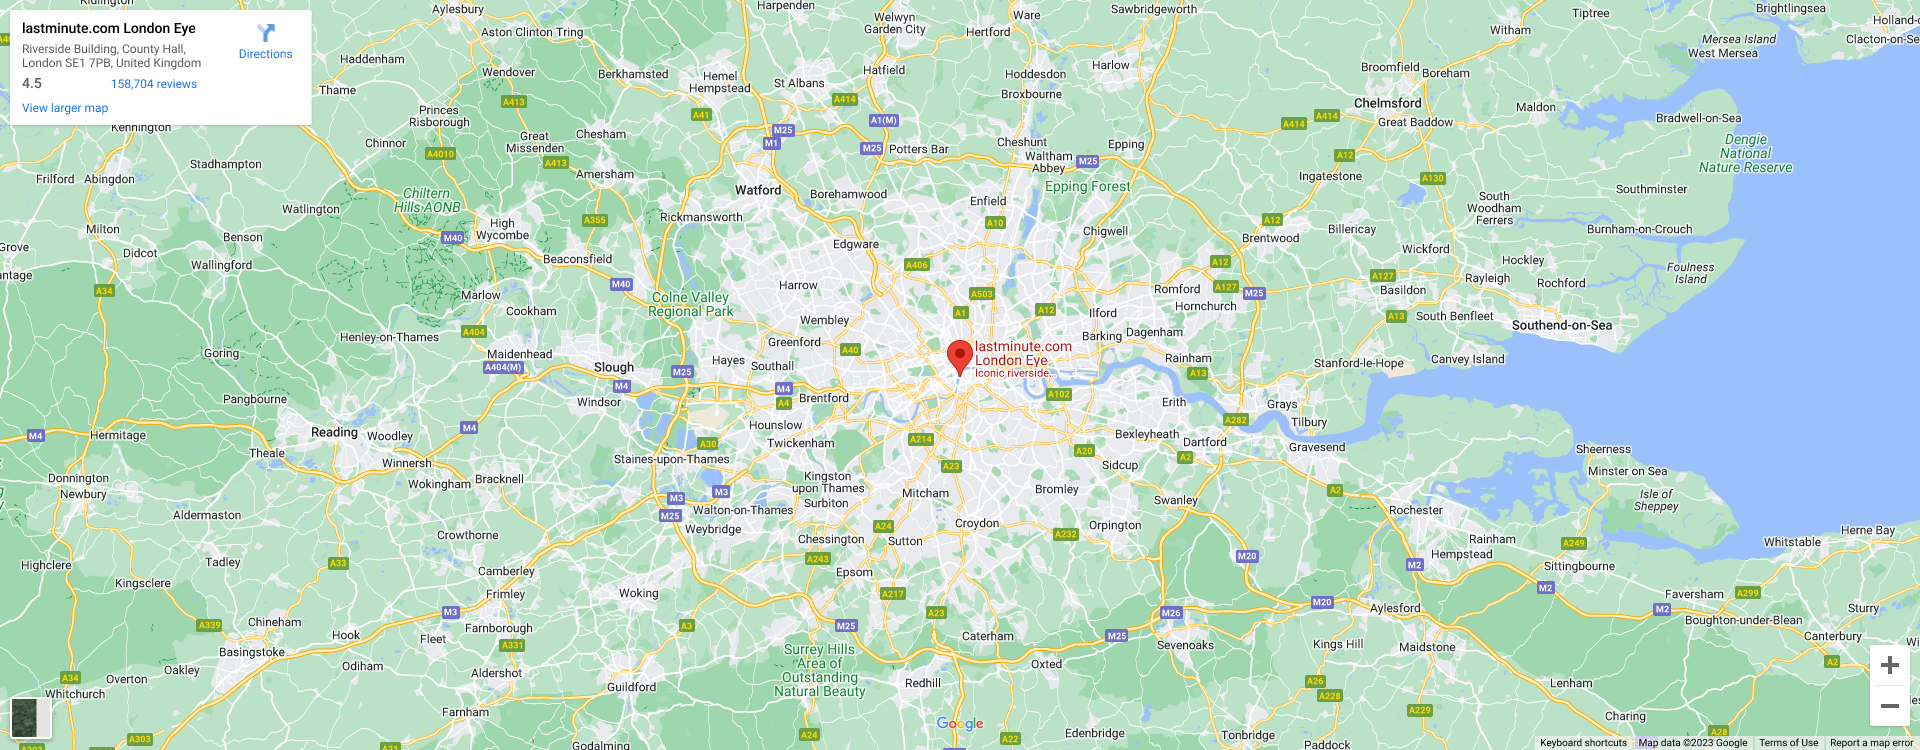 lastminute.com London Eye
Riverside Building, County Hall,
London SE1 7PB, United Kingdom
4.5
158,704 reviews
View larger map
Directions
Aylesbury
Harpenden
Welwyn
Garden City
Ware
Sawbridgeworth
Tiptree
Brightlingsea
Aston Clinton Tring
Hertford
Witham
Mersea Island
West Mersea
Haddenham
Wendover
Berkhamsted
Hemel
Hempstead
St Albans
Hatfield
Hoddesdon
Broxbourne
Harlow
Broomfield
Boreham
Thame
A413
A41
A414
Chelmsford
Maldon
Princes
Risborough
A1(M)
A414
A414
Great Baddow
Bradwell-on-Sea
Kennington
Chinnor
Great
Missenden
Chesham
M25
M1
M25
Potters Bar
Cheshunt
Waltham
Abbey
M25
Epping
A12
Dengie
National
Nature Reserve
Stadhampton
A4010
A413
Amersham
Frilford
Abingdon
Chiltern
Hills AONB
Watford
Borehamwood
Epping Forest
Ingatestone
A130
Southminster
Watlington
A355
Rickmansworth
Enfield
A10
A12
South
Woodham
Ferrers
Milton
Benson
M40
High
Wycombe
Edgware
Chigwell
Brentwood
Billericay
Burnham-on-Crouch
Grove
Didcot
Wallingford
Beaconsfield
A406
A12
Wickford
Hockley
Foulness
Island
A34
Marlow
M40
Harrow
A503
Romford
A127
M25
A127
Basildon
Rayleigh
Rochford
Cookham
Colne Valley
Regional Park
Wembley
A1
A12
Ilford
Hornchurch
A13
South Benfleet
Southend-on-Sea
Henley-on-Thames
A404
Greenford
A40
Barking
Dagenham
Goring
Maidenhead
A404(M)
Slough
Hayes
Southall
lastminute.com
London Eye
Iconic riverside...
Rainham
A13
Stanford-le-Hope
Canvey Island
M25
M4
M4
A4
Brentford
A102
Pangbourne
Windsor
Erith
Grays
Tilbury
M4
Hermitage
Reading
Woodley
M4
Hounslow
A30
Twickenham
A214
A20
Bexleyheath
Dartford
A282
Gravesend
Theale
Winnersh
Staines-upon-Thames
A23
Sidcup
A2
Sheerness
Donnington
Newbury
Wokingham
Bracknell
M3
M3
Kingston
upon Thames
Surbiton
Mitcham
Bromley
Swanley
A2
Minster on Sea
Isle of
Sheppey
Aldermaston
M25
Walton-on-Thames
Weybridge
A24
Croydon
Orpington
Rochester
Crowthorne
Chessington
Sutton
A232
Rainham
Hempstead
A249
Whitstable
Herne Bay
Highclere
Tadley
A33
A243
M20
M2
Sittingbourne
Kingsclere
Camberley
Epsom
Frimley
Woking
A217
M2
Faversham
A299
M3
A23
M26
M20
Aylesford
M2
Sturry
Chineham
A339
Hook
Fleet
Farnborough
A3
M25
Caterham
M25
Sevenoaks
Kings Hill
Maidstone
Boughton-under-Blean
Canterbury
Basingstoke
A331
Surrey Hills
Area of
Outstanding
Natural Beauty
Oxted
A2
A34
Overton
Oakley
Odiham
Aldershot
Guildford
Redhill
A26
A228
Lenham
Whitchurch
Farnham
A229
Charing
A303
A31
Godalming
A24
Google
A22
Edenbridge
Tonbridge
Paddock
A28
Keyboard shortcuts
Map data ©2023 Google
Terms of Use
Report a map error